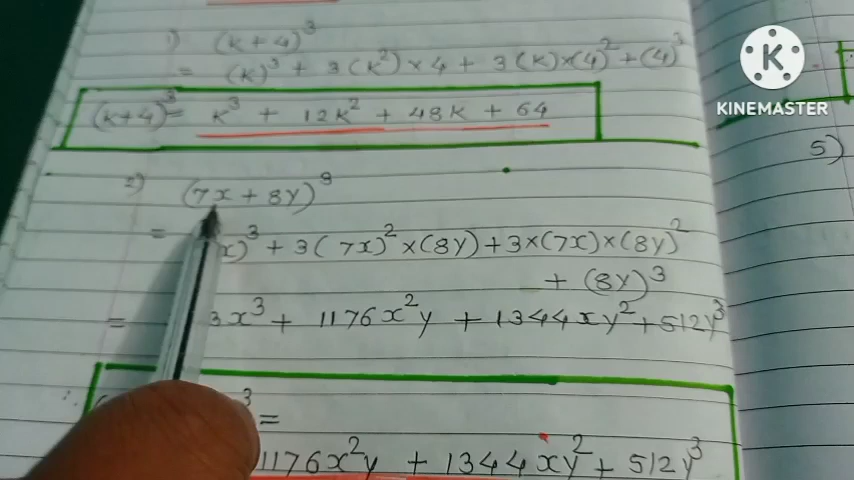 1) (k + 4)³
= (k)³ + 3(k²) × 4 + 3(k)×(4)² + (4)³
(k+4)³ = k³ + 12k² + 48k + 64
2) (7x + 8y)³
= x)³ + 3(7x)² × (8y) + 3×(7x)×(8y)²
+ (8y)³
= 3x³ + 1176x²y + 1344xy² + 512y³
∴ ( ³ =
1176x²y + 1344xy² + 512y³
K
KINEMASTER
5)